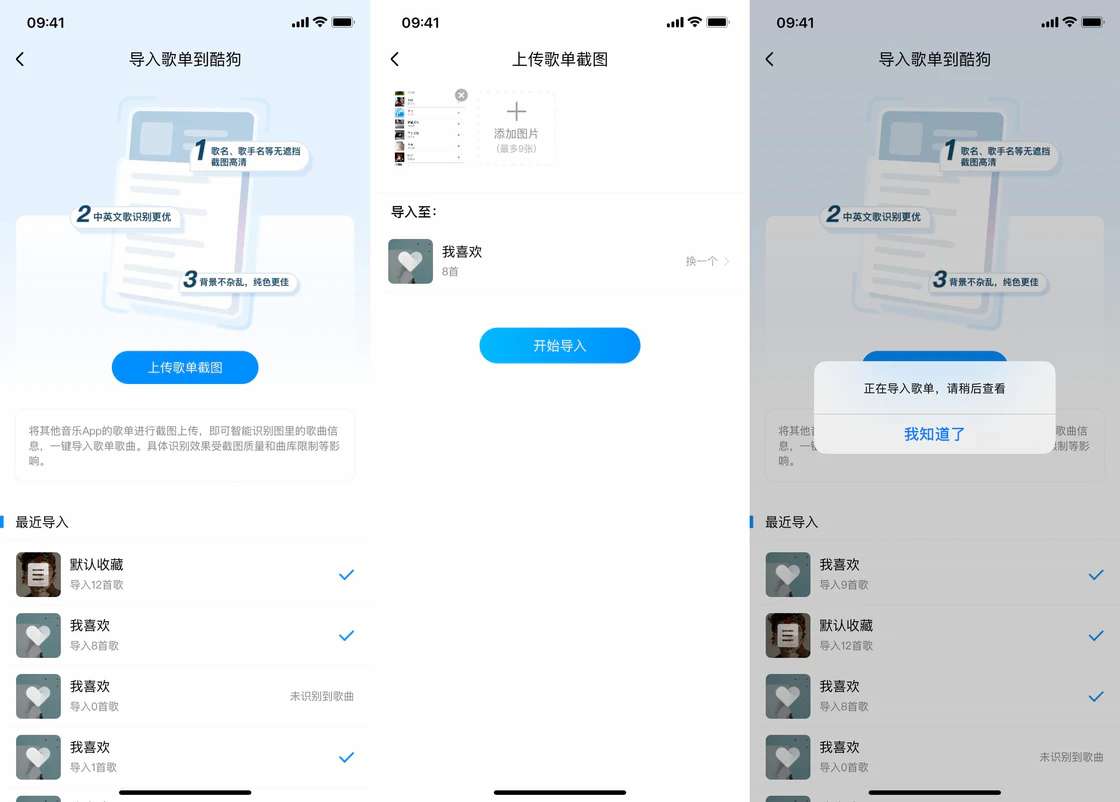 09:41
导入歌单到酷狗
1 歌名、歌手名等无遮挡
截图高清
2 中英文歌识别更优
3 背景不杂乱，纯色更佳
上传歌单截图
将其他音乐App的歌单进行截图上传，即可智能识别图里的歌曲信
息，一键导入歌单歌曲。具体识别效果受截图质量和曲库限制等影
响。
最近导入
默认收藏
导入12首歌
我喜欢
导入8首歌
我喜欢
导入0首歌
未识别到歌曲
我喜欢
导入1首歌
09:41
上传歌单截图
添加图片
(最多9张)
导入至：
我喜欢
8首
换一个
开始导入
09:41
导入歌单到酷狗
1 歌名、歌手名等无遮挡
截图高清
2 中英文歌识别更优
3 背景不杂乱，纯色更佳
正在导入歌单，请稍后查看
我知道了
将其他
歌曲信
息，一键
限制等影
响。
最近导入
我喜欢
导入9首歌
默认收藏
导入12首歌
我喜欢
导入8首歌
我喜欢
导入0首歌
未识别到歌曲